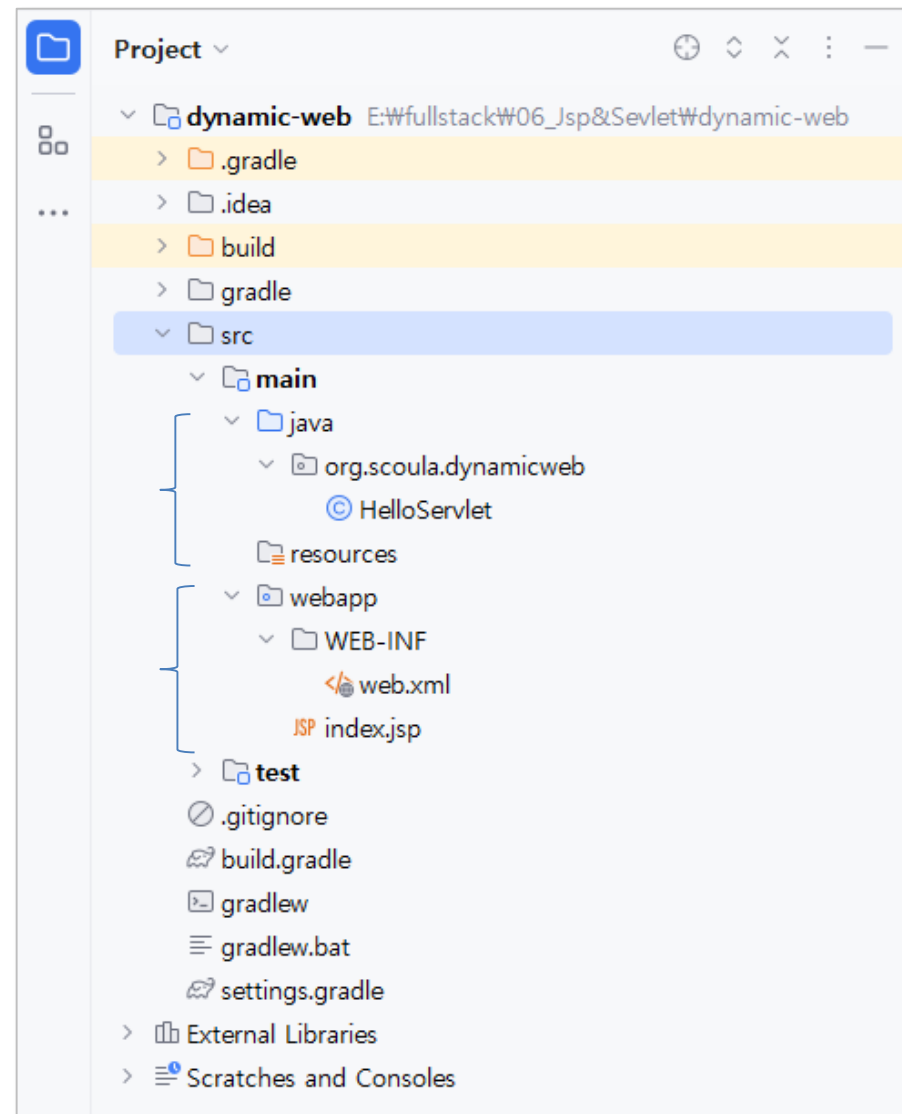 Project
dynamic-web E:₩fullstack₩06_Jsp&Sevlet₩dynamic-web
.gradle
.idea
build
gradle
src
main
java
org.scoula.dynamicweb
HelloServlet
resources
webapp
WEB-INF
web.xml
index.jsp
test
.gitignore
build.gradle
gradlew
gradlew.bat
settings.gradle
External Libraries
Scratches and Consoles